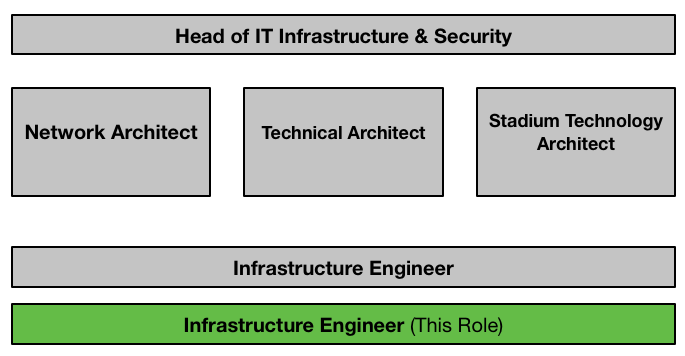 Head of IT Infrastructure & Security
Network Architect
Technical Architect
Stadium Technology
Architect
Infrastructure Engineer
Infrastructure Engineer (This Role)